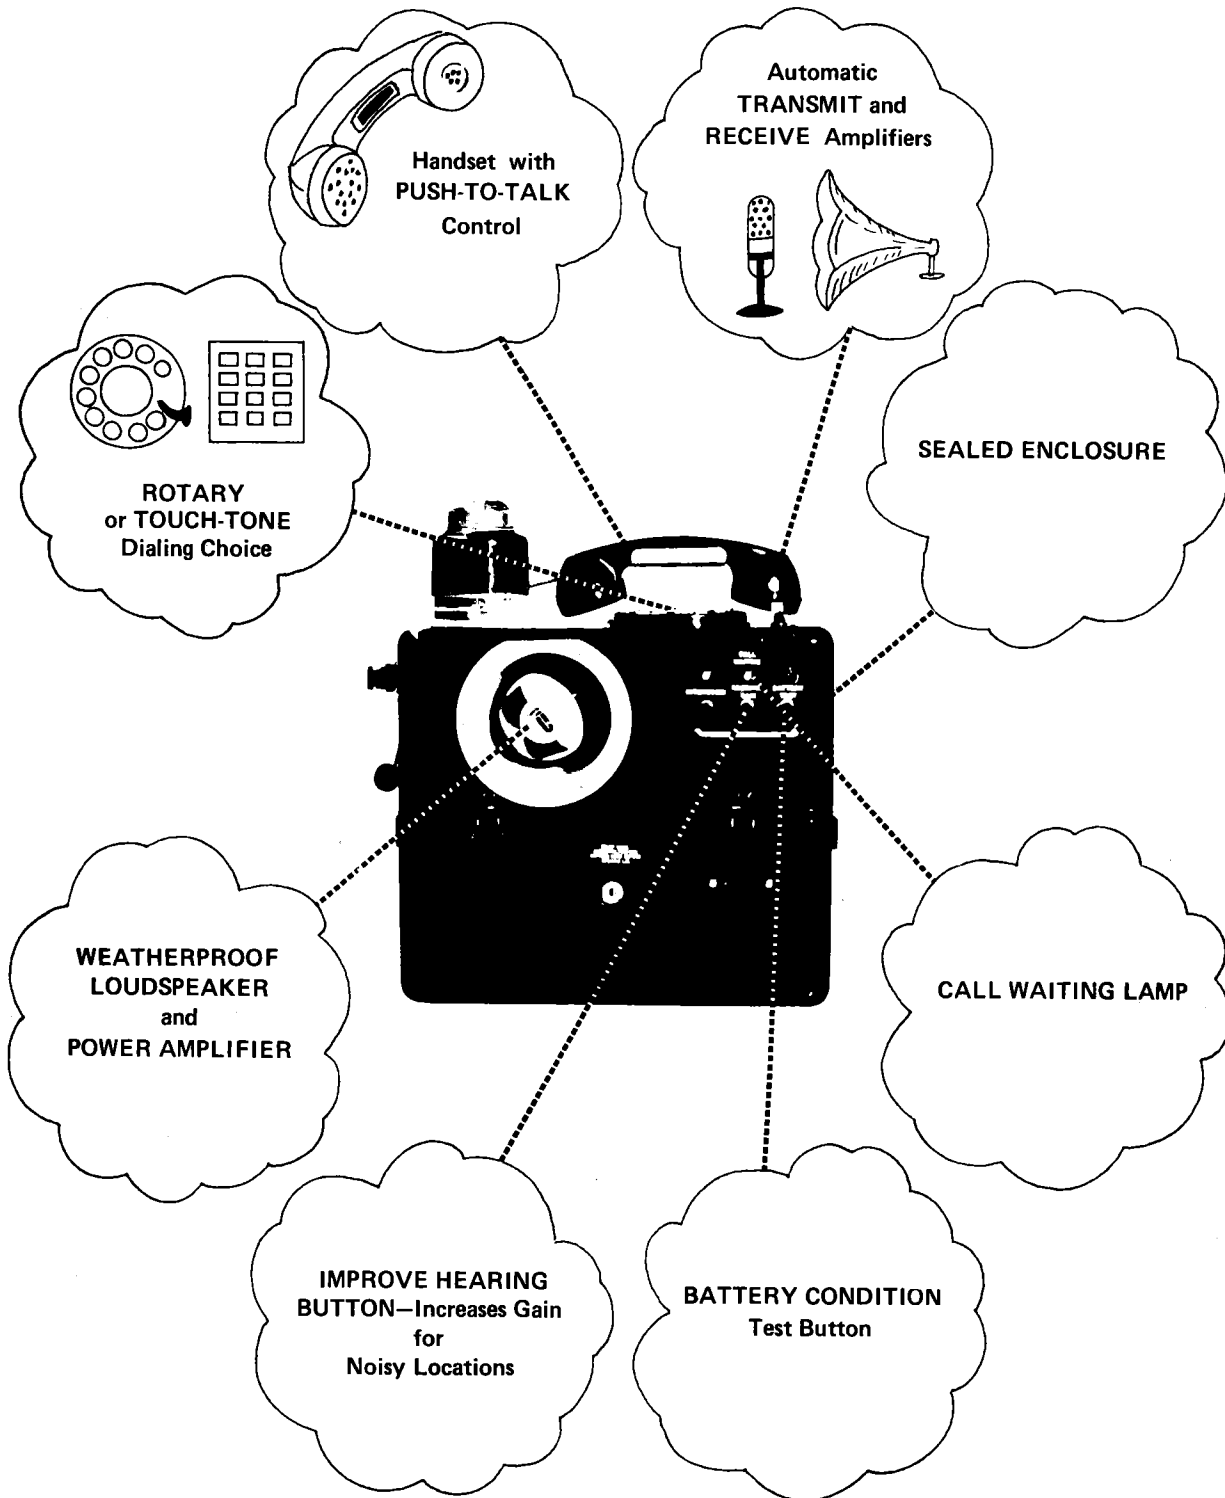 Automatic
TRANSMIT and
RECEIVE Amplifiers
Handset with
PUSH-TO-TALK
Control
SEALED ENCLOSURE
ROTARY
or TOUCH-TONE
Dialing Choice
WEATHERPROOF
LOUDSPEAKER
and
POWER AMPLIFIER
CALL WAITING LAMP
IMPROVE HEARING
BUTTON—Increases Gain
for
Noisy Locations
BATTERY CONDITION
Test Button